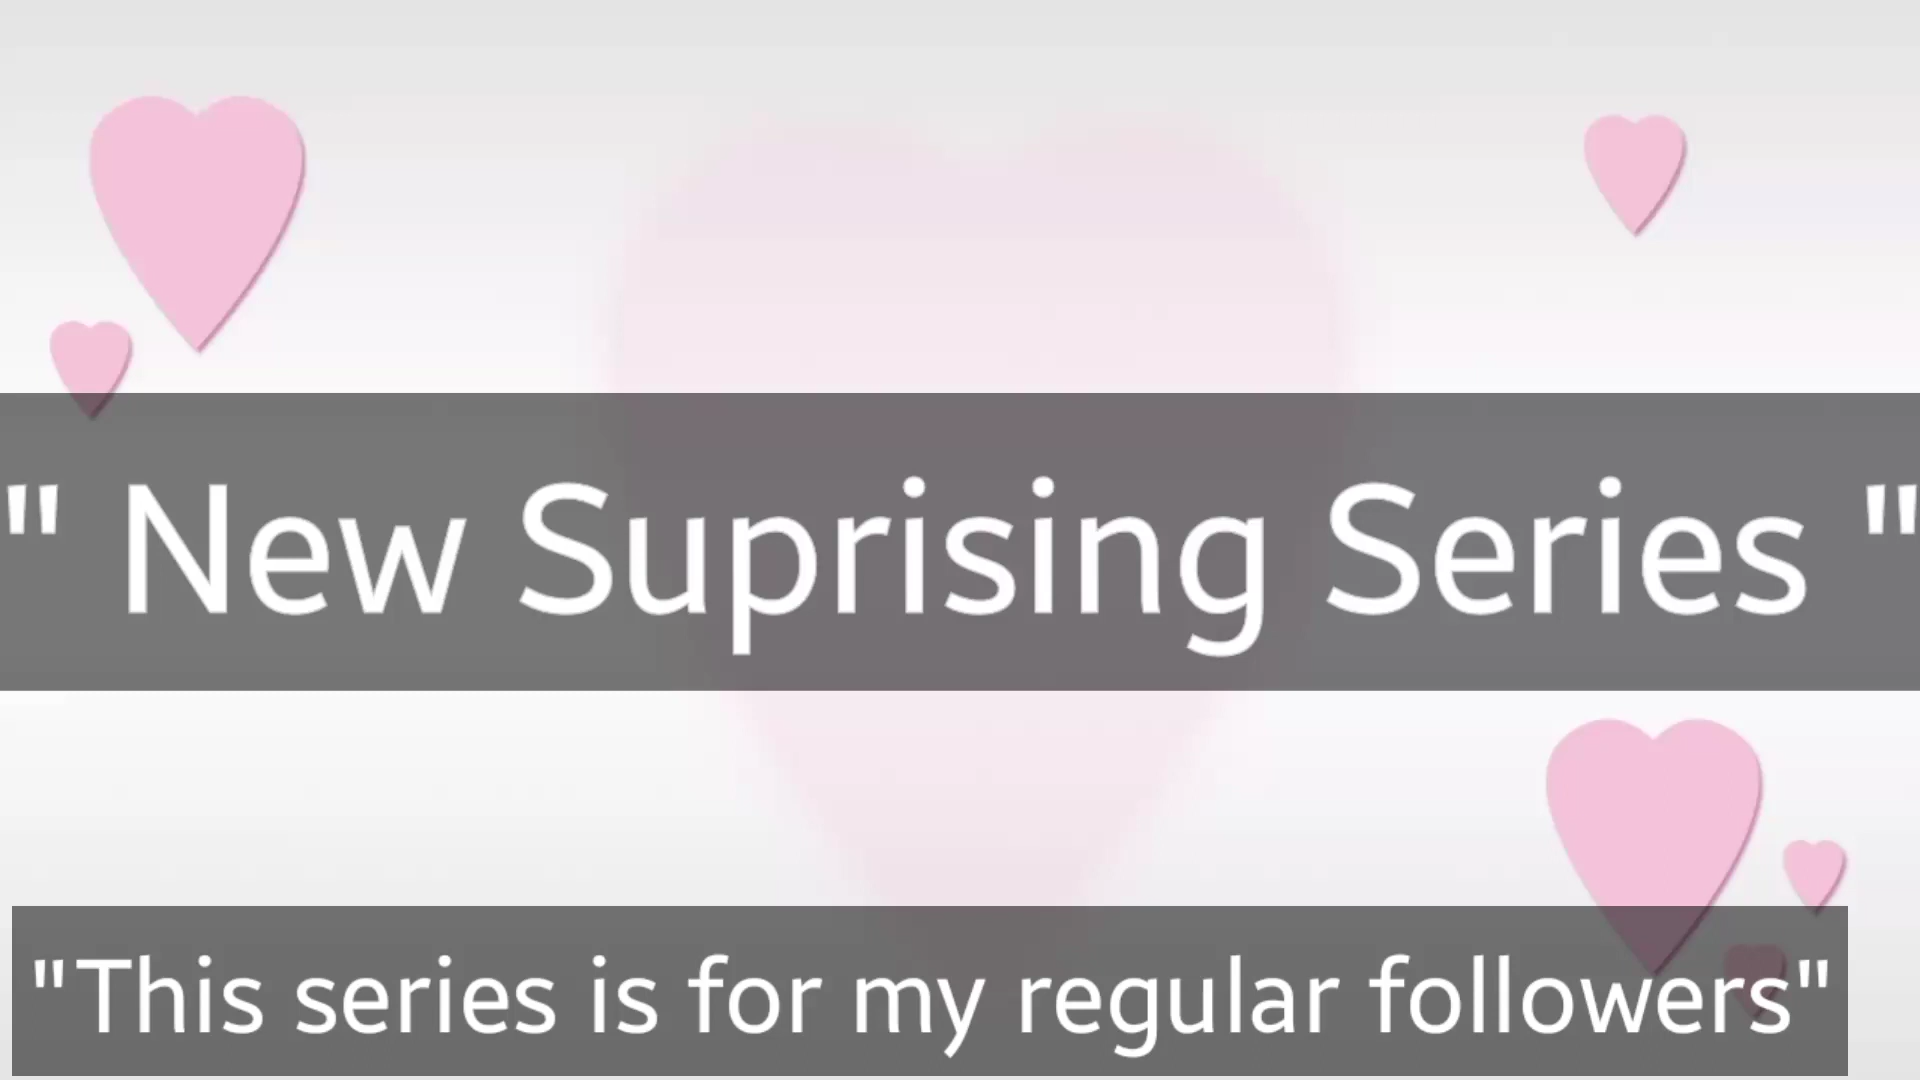 " New Suprising Series "
"This series is for my regular followers"